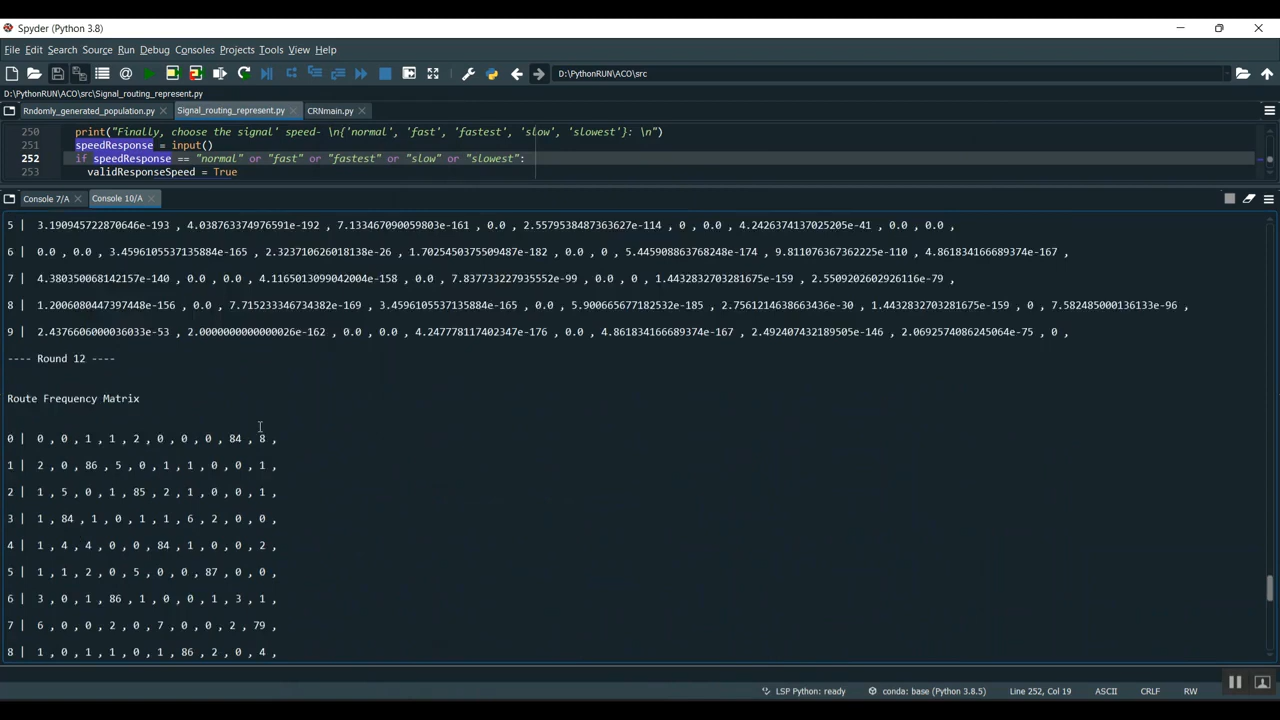 Spyder (Python 3.8)
File Edit Search Source Run Debug Consoles Projects Tools View Help
D:\PythonRUN\ACO\src
D:\PythonRUN\ACO\src\Signal_routing_represent.py
Rndomly_generated_population.py Signal_routing_represent.py CRNmain.py
250 print("Finally, choose the signal' speed- \n{'normal', 'fast', 'fastest', 'slow', 'slowest'}: \n")
251 speedResponse = input()
252 if speedResponse == "normal" or "fast" or "fastest" or "slow" or "slowest":
253 validResponseSpeed = True
Console 7/A Console 10/A
5 | 3.190945722870646e-193 , 4.038763374976591e-192 , 7.133467090059803e-161 , 0.0 , 2.5579538487363627e-114 , 0 , 0.0 , 4.2426374137025205e-41 , 0.0 , 0.0 ,
6 | 0.0 , 0.0 , 3.4596105537135884e-165 , 2.323710626018138e-26 , 1.7025450375509487e-182 , 0.0 , 0 , 5.445908863768248e-174 , 9.811076367362225e-110 , 4.861834166689374e-167 ,
7 | 4.380350068142157e-140 , 0.0 , 0.0 , 4.1165013099042004e-158 , 0.0 , 7.837733227935552e-99 , 0.0 , 0 , 1.4432832703281675e-159 , 2.5509202602926116e-79 ,
8 | 1.2006080447397448e-156 , 0.0 , 7.715233346734382e-169 , 3.4596105537135884e-165 , 0.0 , 5.900665677182532e-185 , 2.7561214638663436e-30 , 1.4432832703281675e-159 , 0 , 7.582485000136133e-96 ,
9 | 2.4376606000036033e-53 , 2.0000000000000026e-162 , 0.0 , 0.0 , 4.247778117402347e-176 , 0.0 , 4.861834166689374e-167 , 2.492407432189505e-146 , 2.0692574086245064e-75 , 0 ,
---- Round 12 ----
Route Frequency Matrix
0 | 0 , 0 , 1 , 1 , 2 , 0 , 0 , 0 , 84 , 8 ,
1 | 2 , 0 , 86 , 5 , 0 , 1 , 1 , 0 , 0 , 1 ,
2 | 1 , 5 , 0 , 1 , 85 , 2 , 1 , 0 , 0 , 1 ,
3 | 1 , 84 , 1 , 0 , 1 , 1 , 6 , 2 , 0 , 0 ,
4 | 1 , 4 , 4 , 0 , 0 , 84 , 1 , 0 , 0 , 2 ,
5 | 1 , 1 , 2 , 0 , 5 , 0 , 0 , 87 , 0 , 0 ,
6 | 3 , 0 , 1 , 86 , 1 , 0 , 0 , 1 , 3 , 1 ,
7 | 6 , 0 , 0 , 2 , 0 , 7 , 0 , 0 , 2 , 79 ,
8 | 1 , 0 , 1 , 1 , 0 , 1 , 86 , 2 , 0 , 4 ,
LSP Python: ready conda: base (Python 3.8.5) Line 252, Col 19 ASCII CRLF RW